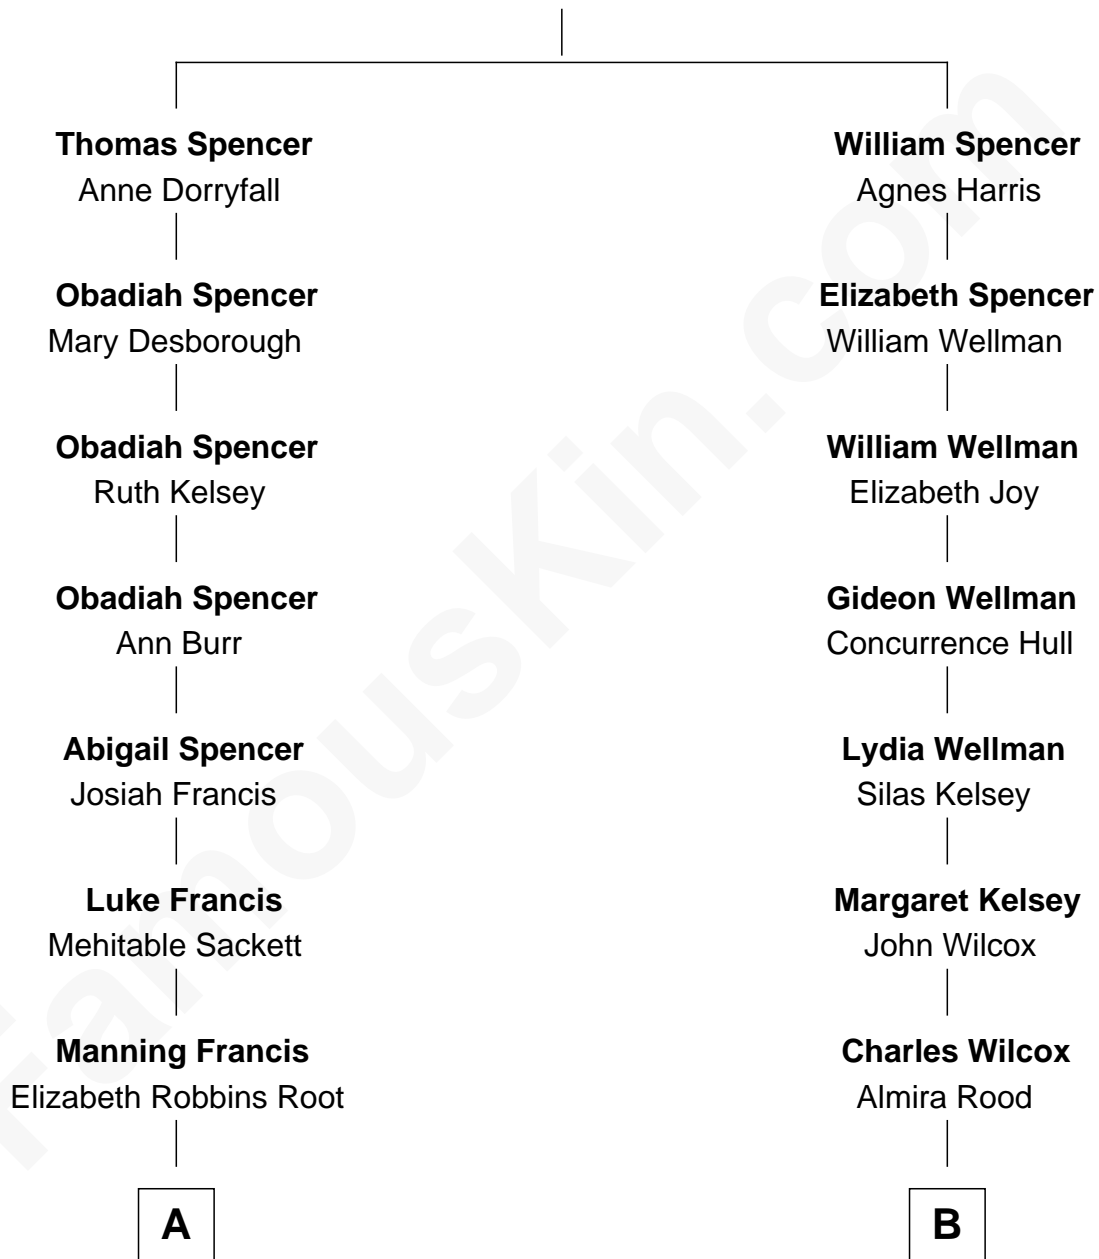 Thomas Spencer
Anne Dorryfall
Obadiah Spencer
Mary Desborough
Obadiah Spencer
Ruth Kelsey
Obadiah Spencer
Ann Burr
Abigail Spencer
Josiah Francis
Luke Francis
Mehitable Sackett
Manning Francis
Elizabeth Robbins Root
A
William Spencer
Agnes Harris
Elizabeth Spencer
William Wellman
William Wellman
Elizabeth Joy
Gideon Wellman
Concurrence Hull
Lydia Wellman
Silas Kelsey
Margaret Kelsey
John Wilcox
Charles Wilcox
Almira Rood
B
FamousKin.com